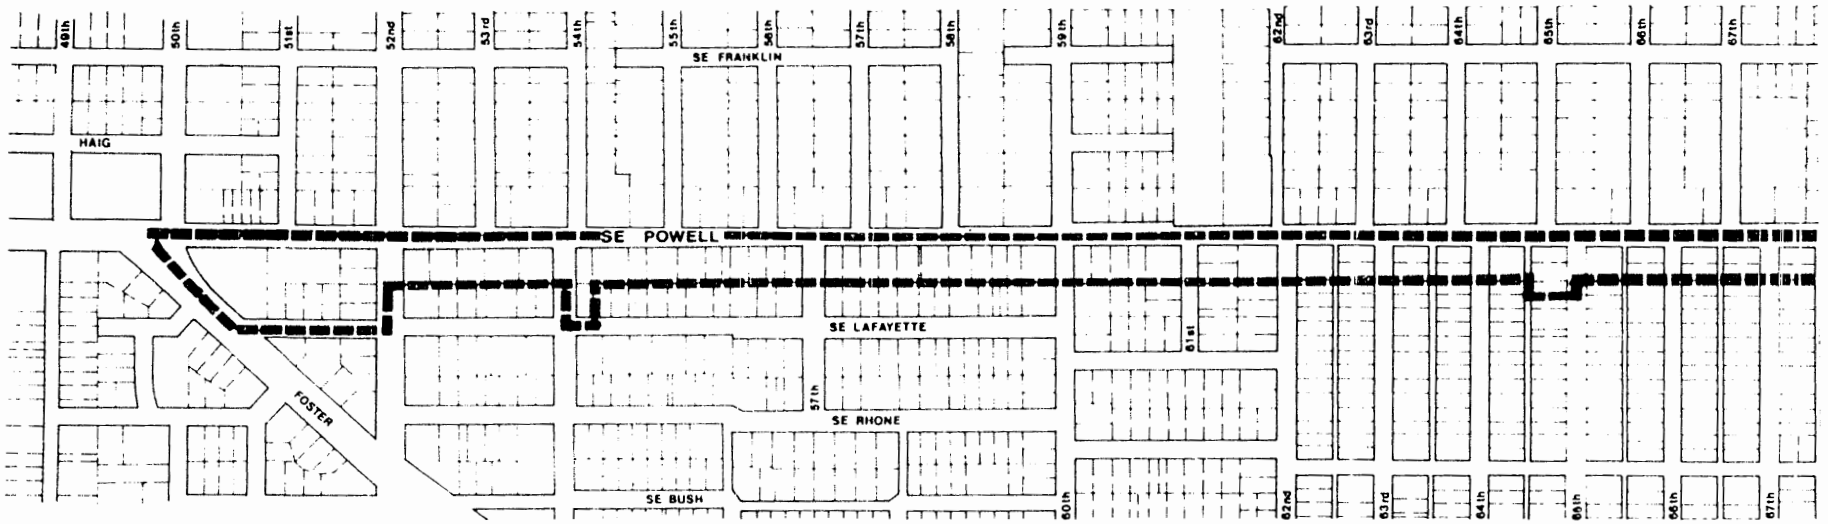 49th 50th 51st 52nd 53rd 54th 55th 56th 57th 58th 59th 62nd 63rd 64th 65th 66th 67th
SE FRANKLIN
HAIG
SE POWELL
SE LAFAYETTE
61st
57th
FOSTER
SE RHONE
SE BUSH
60th 62nd 63rd 64th 66th 66th 67th